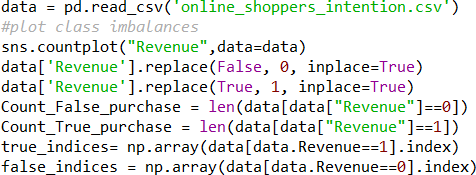 data = pd.read_csv('online_shoppers_intention.csv')
#plot class imbalances
sns.countplot("Revenue",data=data)
data['Revenue'].replace(False, 0, inplace=True)
data['Revenue'].replace(True, 1, inplace=True)
Count_False_purchase = len(data[data["Revenue"]==0])
Count_True_purchase = len(data[data["Revenue"]==1])
true_indices= np.array(data[data.Revenue==1].index)
false_indices = np.array(data[data.Revenue==0].index)